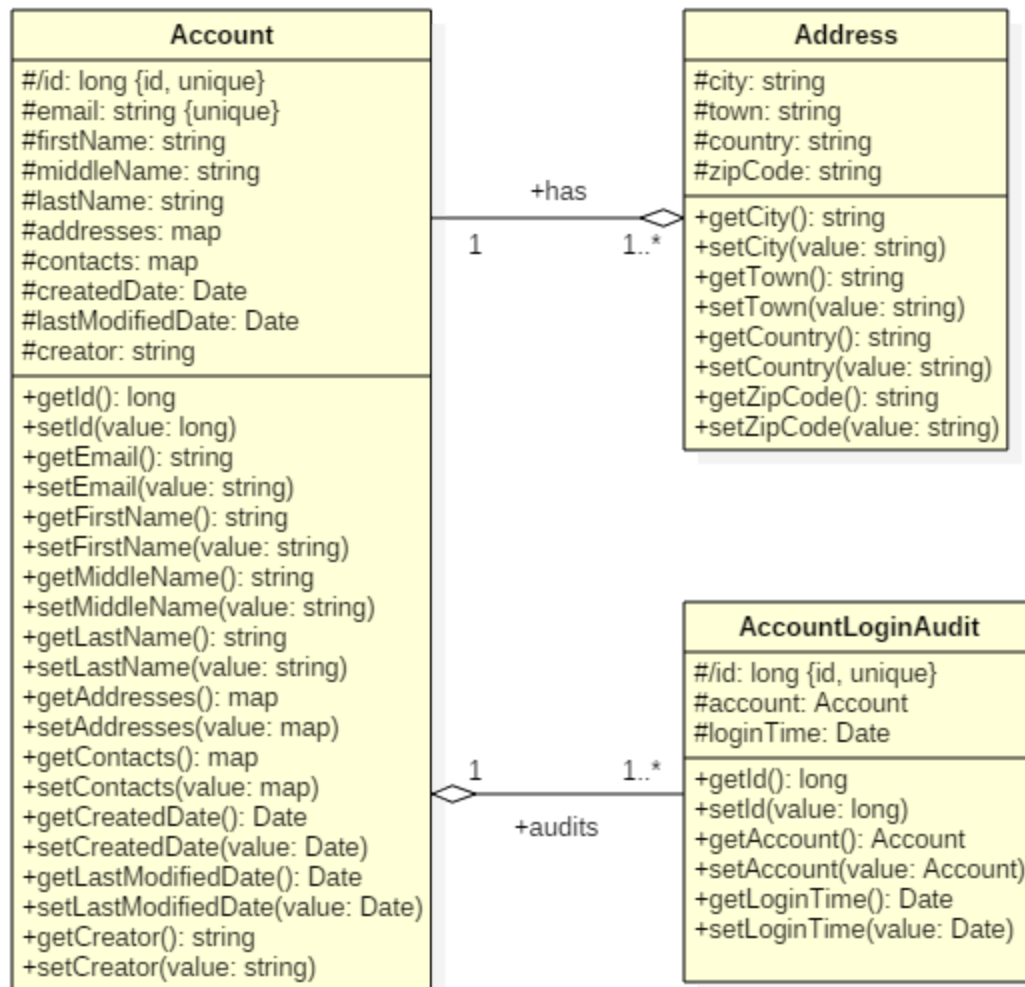 Account
#/id: long {id, unique}
#email: string {unique}
#firstName: string
#middleName: string
#lastName: string
#addresses: map
#contacts: map
#createdDate: Date
#lastModifiedDate: Date
#creator: string
+getId(): long
+setId(value: long)
+getEmail(): string
+setEmail(value: string)
+getFirstName(): string
+setFirstName(value: string)
+getMiddleName(): string
+setMiddleName(value: string)
+getLastName(): string
+setLastName(value: string)
+getAddresses(): map
+setAddresses(value: map)
+getContacts(): map
+setContacts(value: map)
+getCreatedDate(): Date
+setCreatedDate(value: Date)
+getLastModifiedDate(): Date
+setLastModifiedDate(value: Date)
+getCreator(): string
+setCreator(value: string)
+has
1
1..*
Address
#city: string
#town: string
#country: string
#zipCode: string
+getCity(): string
+setCity(value: string)
+getTown(): string
+setTown(value: string)
+getCountry(): string
+setCountry(value: string)
+getZipCode(): string
+setZipCode(value: string)
1
1..*
+audits
AccountLoginAudit
#/id: long {id, unique}
#account: Account
#loginTime: Date
+getId(): long
+setId(value: long)
+getAccount(): Account
+setAccount(value: Account)
+getLoginTime(): Date
+setLoginTime(value: Date)